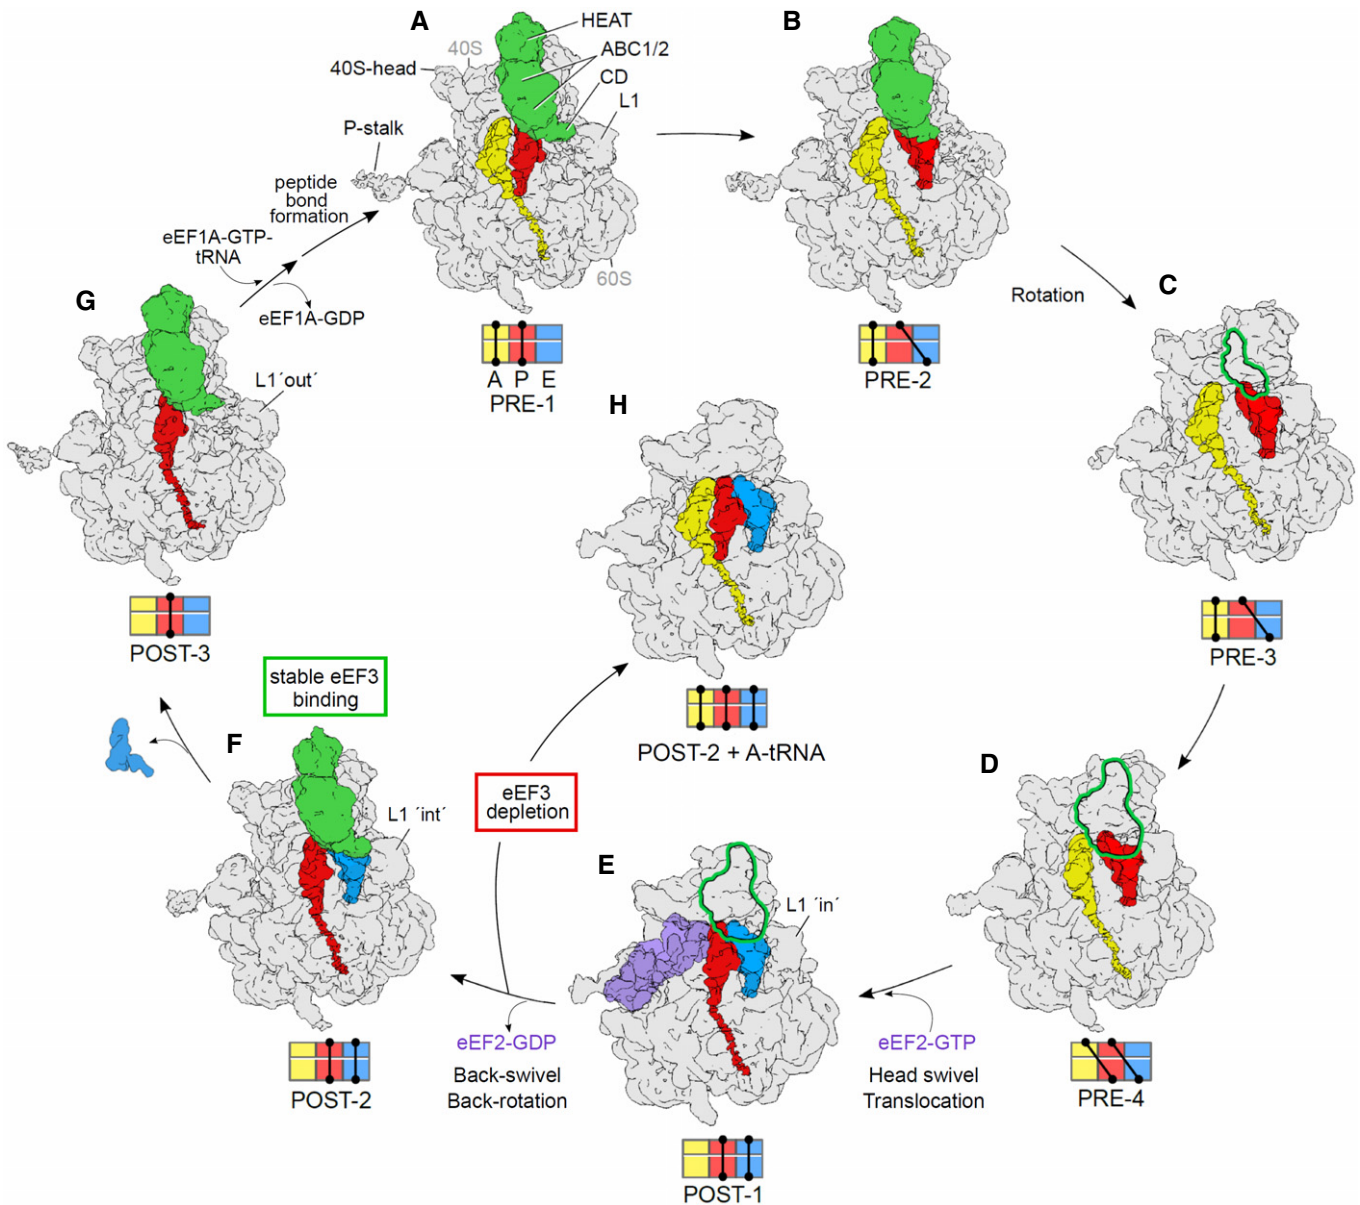 A
HEAT
40S
ABC1/2
40S-head
CD
L1
P-stalk
60S
A P E
PRE-1
B
PRE-2
Rotation
C
PRE-3
D
PRE-4
eEF2-GTP
Head swivel
Translocation
E
L1 ´in´
POST-1
eEF2-GDP
Back-swivel
Back-rotation
eEF3
depletion
F
stable eEF3
binding
L1 ´int´
POST-2
G
L1´out´
POST-3
eEF1A-GTP-
tRNA
eEF1A-GDP
peptide
bond
formation
H
POST-2 + A-tRNA